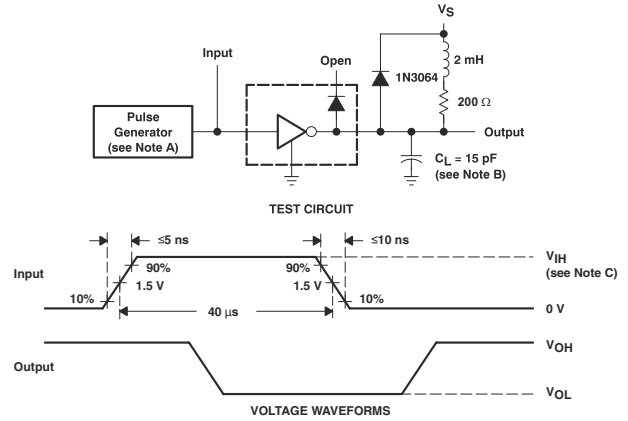 VS
Input
Open
2 mH
1N3064
200 Ω
Pulse
Generator
(see Note A)
Output
CL = 15 pF
(see Note B)
TEST CIRCUIT
≤5 ns
≤10 ns
Input
90%
90%
VIH
(see Note C)
1.5 V
1.5 V
10%
10%
40 μs
0 V
Output
VOH
VOL
VOLTAGE WAVEFORMS